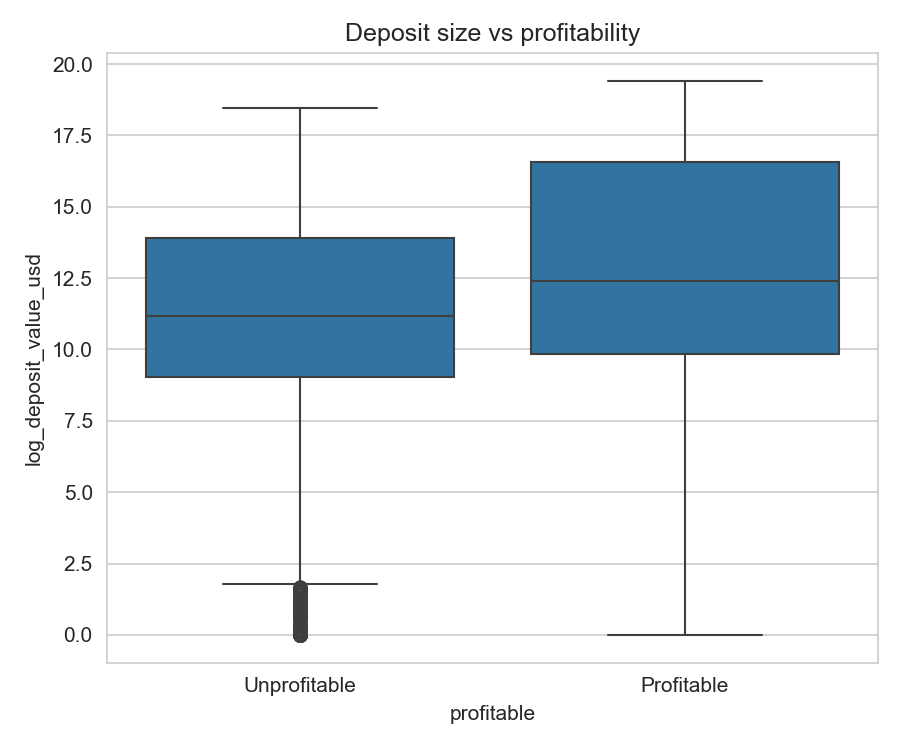 Deposit size vs profitability
log_deposit_value_usd
20.0
17.5
15.0
12.5
10.0
7.5
5.0
2.5
0.0
Unprofitable
Profitable
profitable